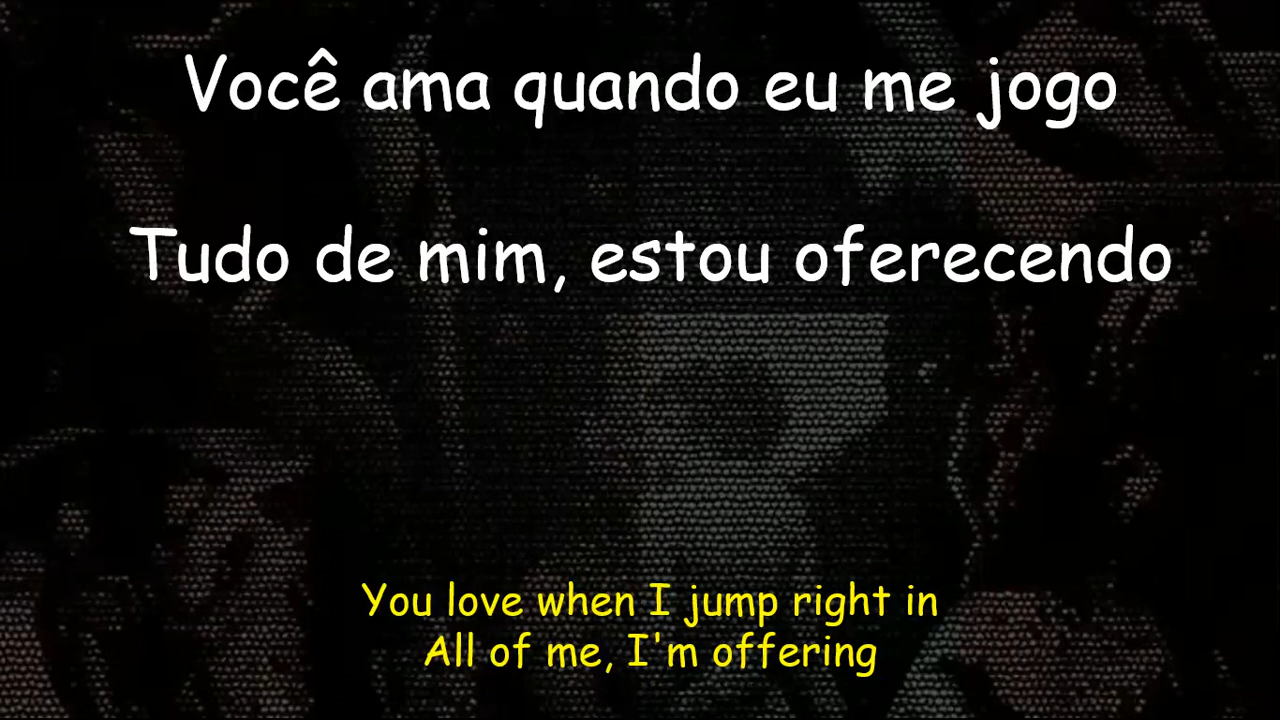 Você ama quando eu me jogo
Tudo de mim, estou oferecendo
You love when I jump right in
All of me, I'm offering